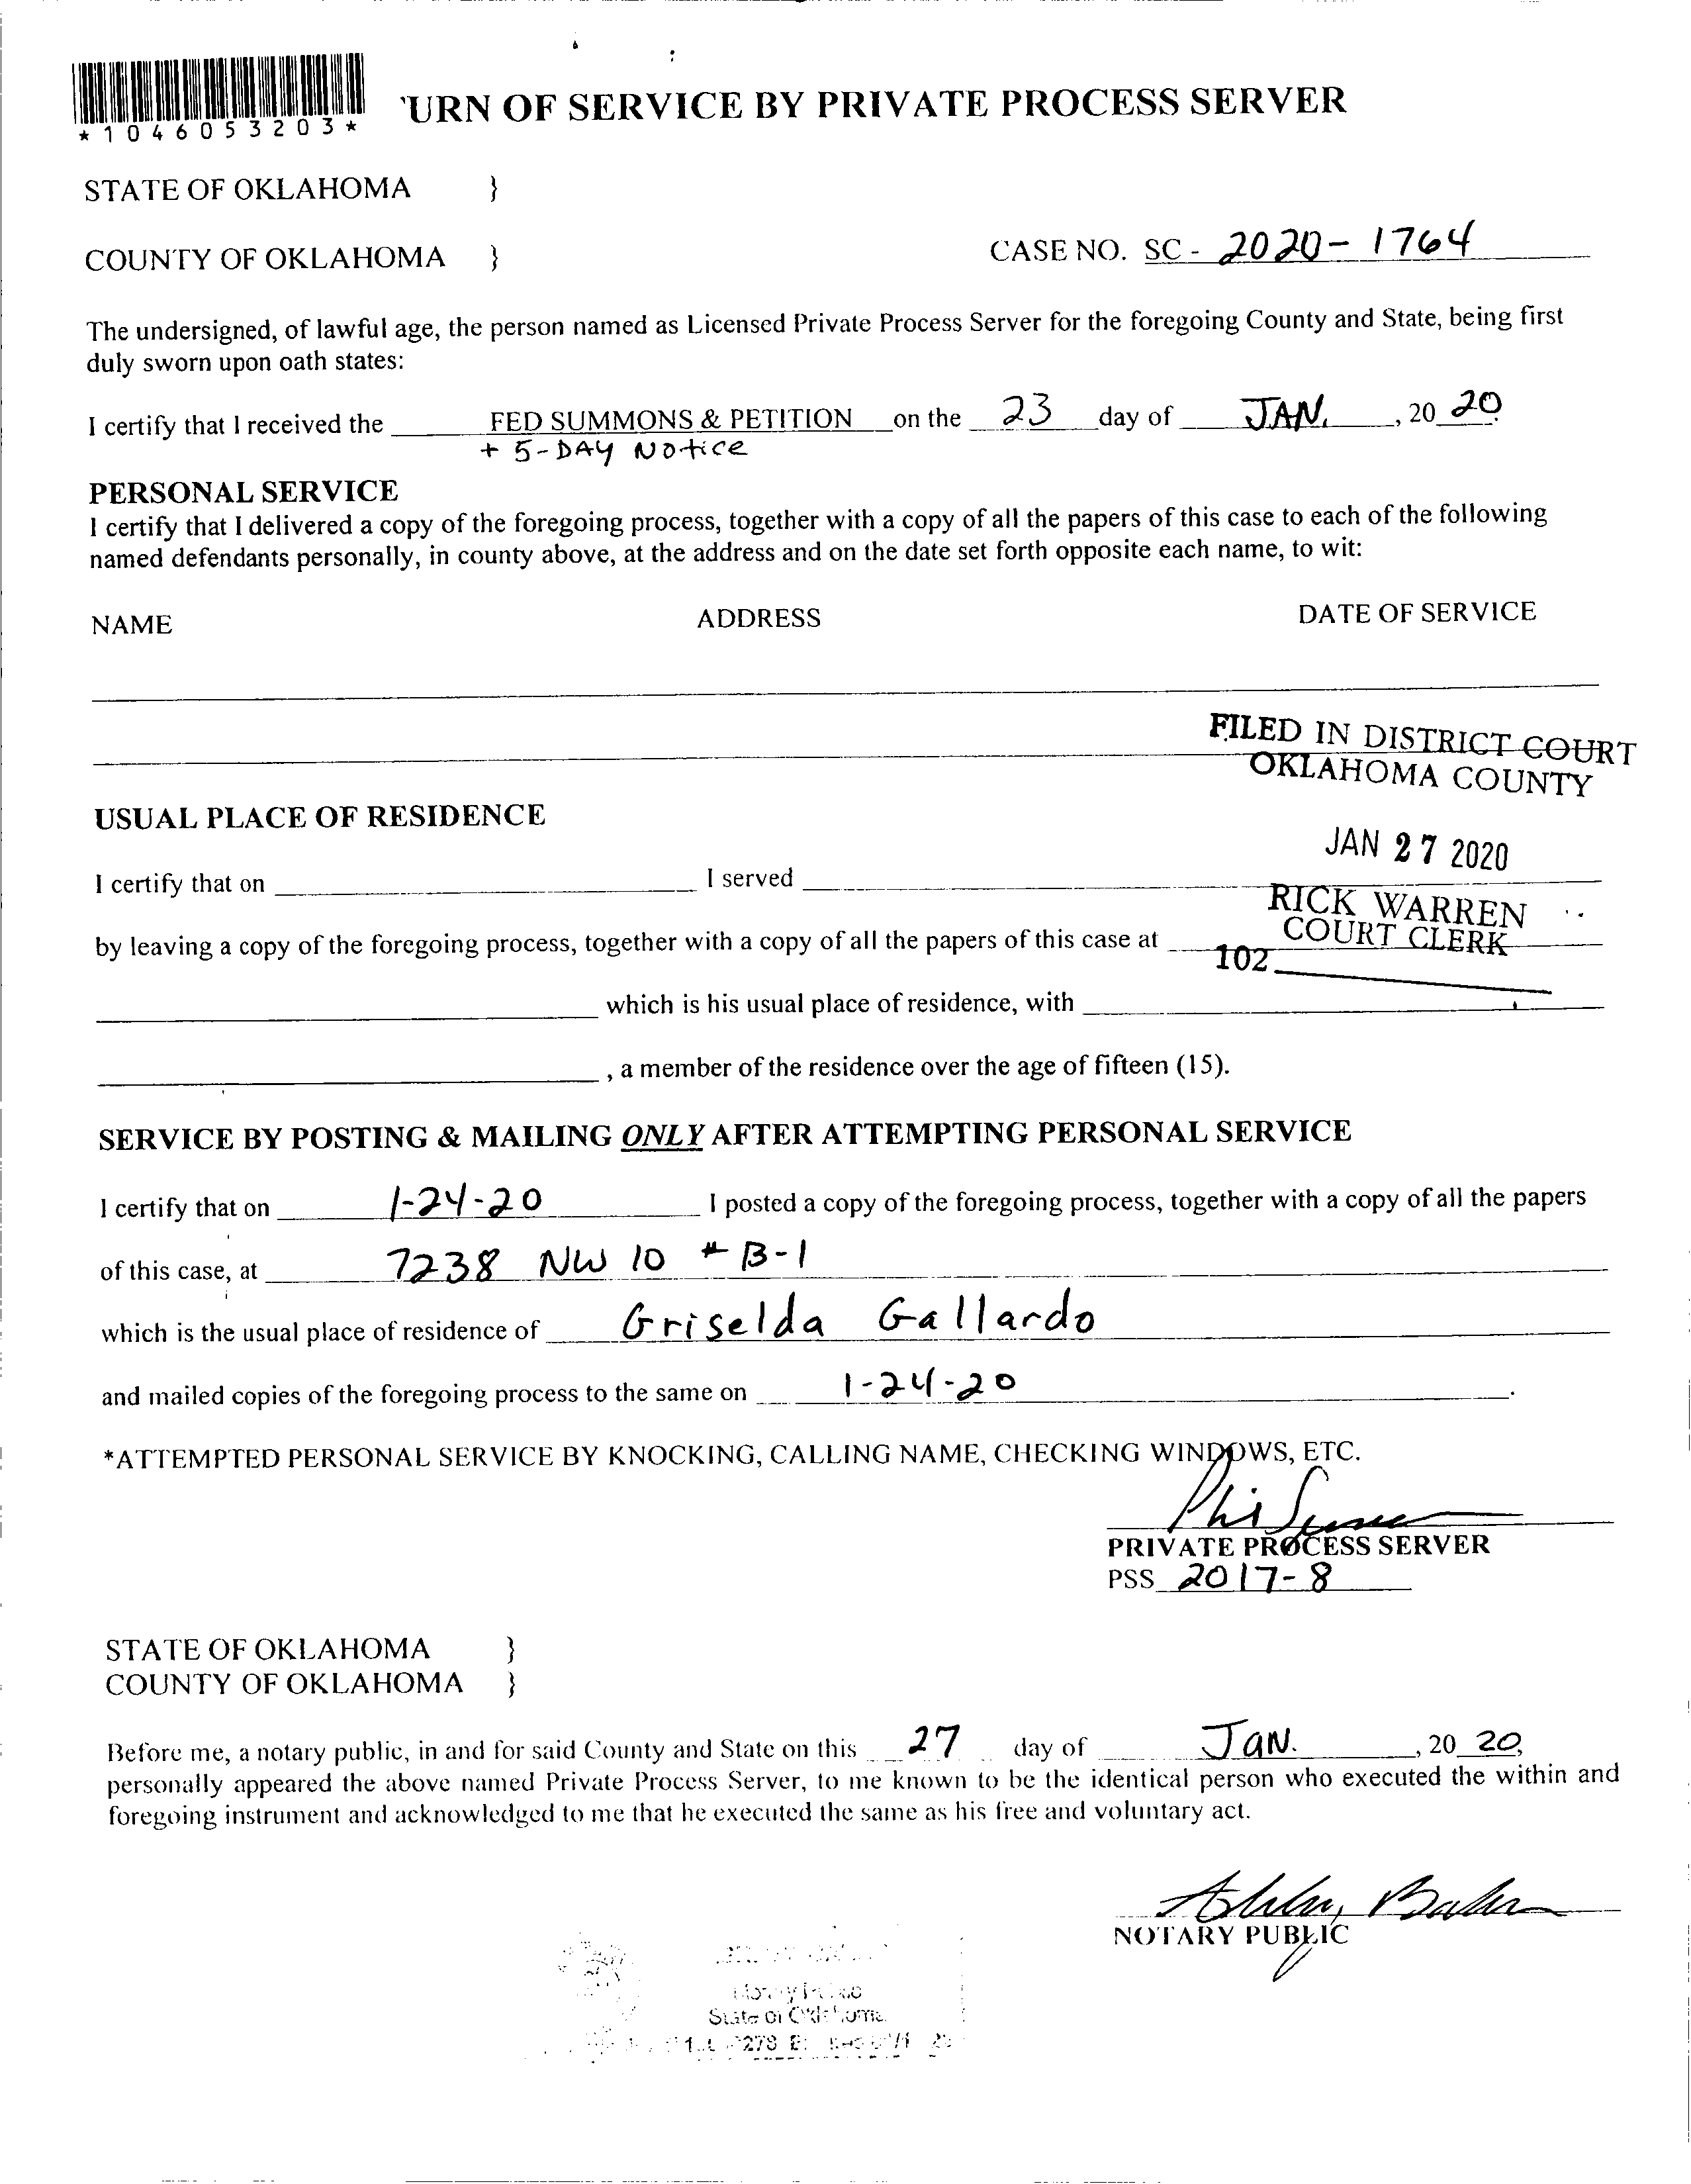 *1046053203*
'URN OF SERVICE BY PRIVATE PROCESS SERVER
STATE OF OKLAHOMA }
COUNTY OF OKLAHOMA }
CASE NO. SC - 2020-1764
The undersigned, of lawful age, the person named as Licensed Private Process Server for the foregoing County and State, being first
duly sworn upon oath states:
I certify that I received the FED SUMMONS & PETITION on the 23 day of JAN. , 20 20.
+ 5-DAY Notice
PERSONAL SERVICE
I certify that I delivered a copy of the foregoing process, together with a copy of all the papers of this case to each of the following
named defendants personally, in county above, at the address and on the date set forth opposite each name, to wit:
NAME ADDRESS DATE OF SERVICE
FILED IN DISTRICT COURT
OKLAHOMA COUNTY
USUAL PLACE OF RESIDENCE
JAN 27 2020
I certify that on I served
RICK WARREN
COURT CLERK
by leaving a copy of the foregoing process, together with a copy of all the papers of this case at
102
which is his usual place of residence, with
, a member of the residence over the age of fifteen (15).
SERVICE BY POSTING & MAILING ONLY AFTER ATTEMPTING PERSONAL SERVICE
I certify that on 1-24-20 I posted a copy of the foregoing process, together with a copy of all the papers
of this case, at 7238 NW 10 # B-1
which is the usual place of residence of Griselda Gallardo
and mailed copies of the foregoing process to the same on 1-24-20 .
*ATTEMPTED PERSONAL SERVICE BY KNOCKING, CALLING NAME, CHECKING WINDOWS, ETC.
PRIVATE PROCESS SERVER
PSS 2017-8
STATE OF OKLAHOMA }
COUNTY OF OKLAHOMA }
Before me, a notary public, in and for said County and State on this 27 day of JAN. , 20 20,
personally appeared the above named Private Process Server, to me known to be the identical person who executed the within and
foregoing instrument and acknowledged to me that he executed the same as his free and voluntary act.
NOTARY PUBLIC
State of Oklahoma